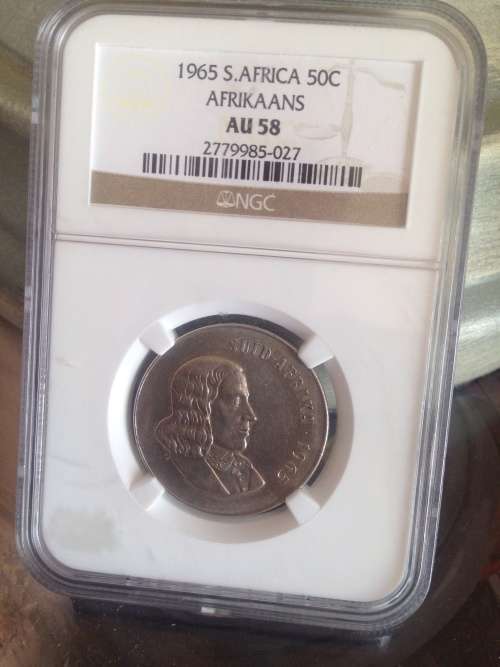 1965 S.AFRICA 50C
AFRIKAANS
AU 58
2779985-027
NGC
SUID-AFRIKA 1965